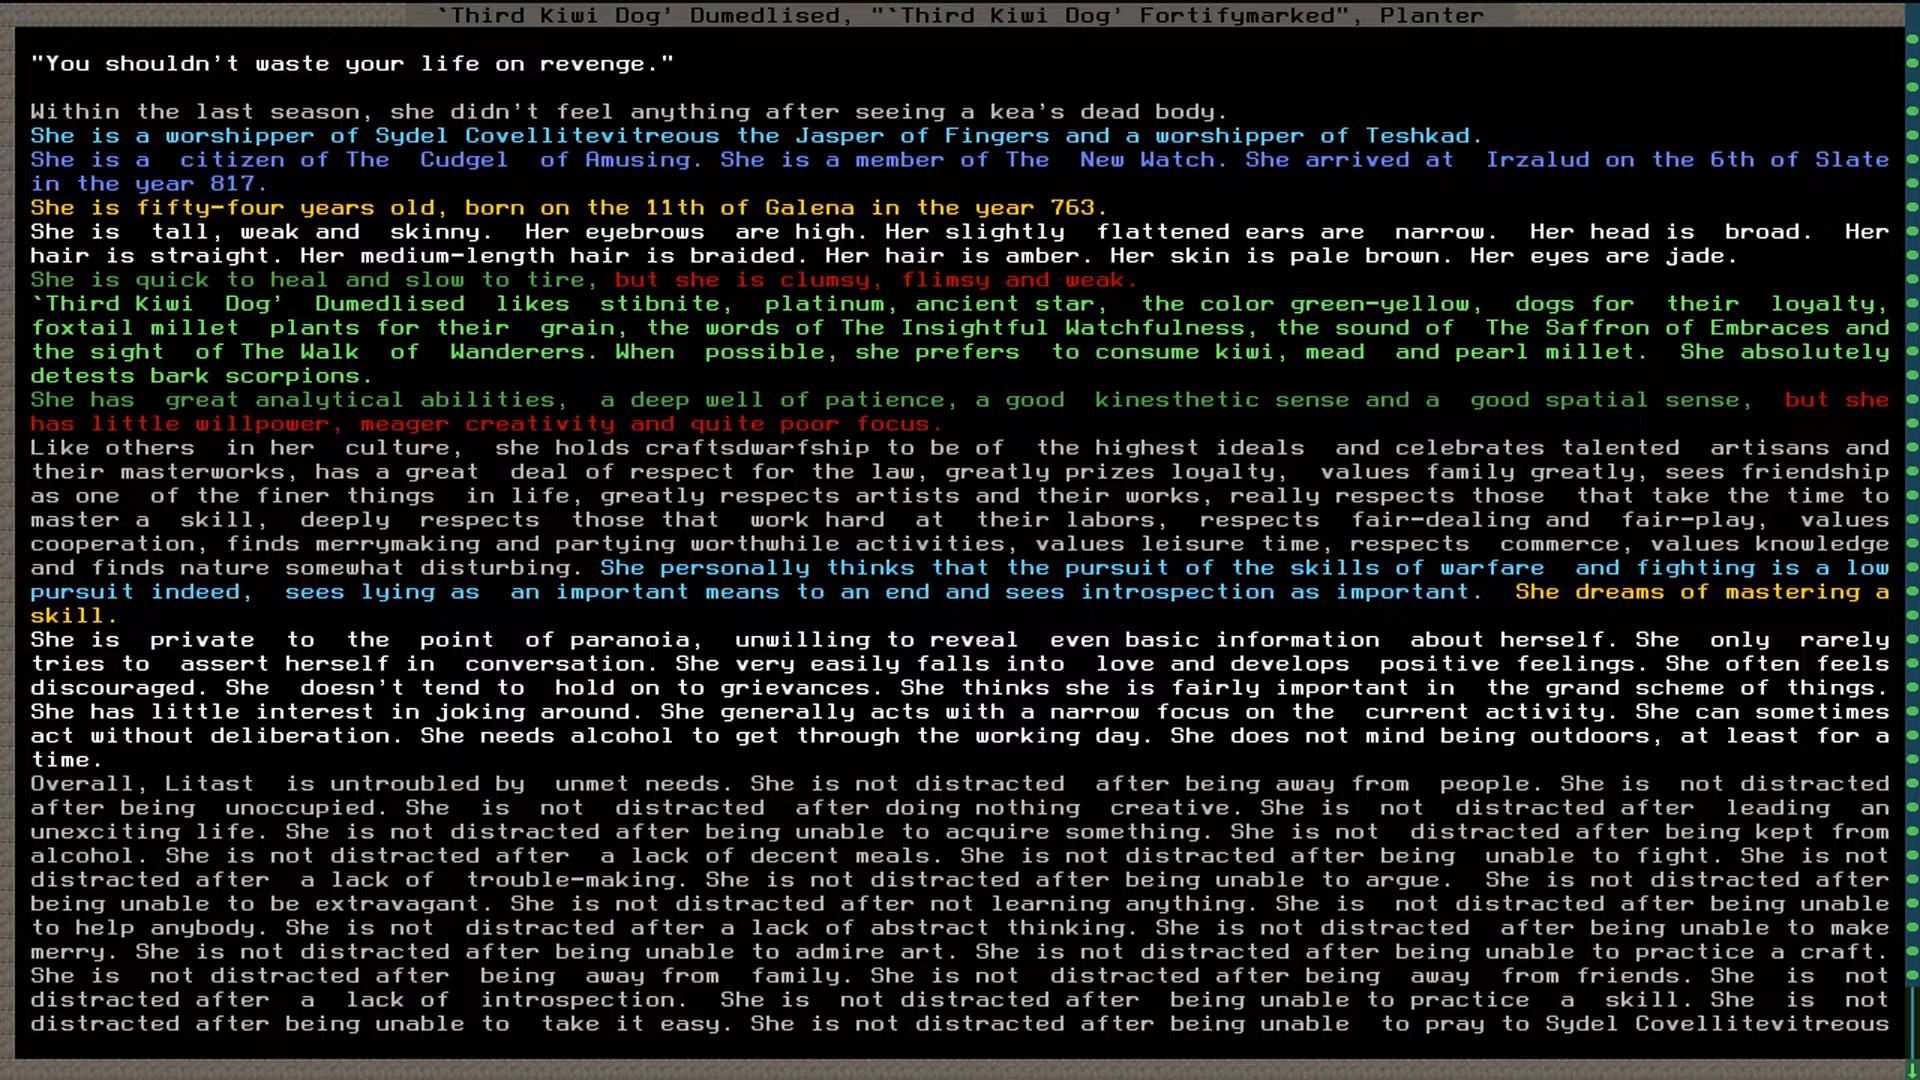 `Third Kiwi Dog' Dumedlised, "`Third Kiwi Dog' Fortifymarked", Planter
"You shouldn't waste your life on revenge."
Within the last season, she didn't feel anything after seeing a kea's dead body.
She is a worshipper of Sydel Covellitevitreous the Jasper of Fingers and a worshipper of Teshkad.
She is a citizen of The Cudgel of Amusing. She is a member of The New Watch. She arrived at Irzalud on the 6th of Slate
in the year 817.
She is fifty-four years old, born on the 11th of Galena in the year 763.
She is tall, weak and skinny. Her eyebrows are high. Her slightly flattened ears are narrow. Her head is broad. Her
hair is straight. Her medium-length hair is braided. Her hair is amber. Her skin is pale brown. Her eyes are jade.
She is quick to heal and slow to tire, but she is clumsy, flimsy and weak.
`Third Kiwi Dog' Dumedlised likes stibnite, platinum, ancient star, the color green-yellow, dogs for their loyalty,
foxtail millet plants for their grain, the words of The Insightful Watchfulness, the sound of The Saffron of Embraces and
the sight of The Walk of Wanderers. When possible, she prefers to consume kiwi, mead and pearl millet. She absolutely
detests bark scorpions.
She has great analytical abilities, a deep well of patience, a good kinesthetic sense and a good spatial sense, but she
has little willpower, meager creativity and quite poor focus.
Like others in her culture, she holds craftsdwarfship to be of the highest ideals and celebrates talented artisans and
their masterworks, has a great deal of respect for the law, greatly prizes loyalty, values family greatly, sees friendship
as one of the finer things in life, greatly respects artists and their works, really respects those that take the time to
master a skill, deeply respects those that work hard at their labors, respects fair-dealing and fair-play, values
cooperation, finds merrymaking and partying worthwhile activities, values leisure time, respects commerce, values knowledge
and finds nature somewhat disturbing. She personally thinks that the pursuit of the skills of warfare and fighting is a low
pursuit indeed, sees lying as an important means to an end and sees introspection as important. She dreams of mastering a
skill.
She is private to the point of paranoia, unwilling to reveal even basic information about herself. She only rarely
tries to assert herself in conversation. She very easily falls into love and develops positive feelings. She often feels
discouraged. She doesn't tend to hold on to grievances. She thinks she is fairly important in the grand scheme of things.
She has little interest in joking around. She generally acts with a narrow focus on the current activity. She can sometimes
act without deliberation. She needs alcohol to get through the working day. She does not mind being outdoors, at least for a
time.
Overall, Litast is untroubled by unmet needs. She is not distracted after being away from people. She is not distracted
after being unoccupied. She is not distracted after doing nothing creative. She is not distracted after leading an
unexciting life. She is not distracted after being unable to acquire something. She is not distracted after being kept from
alcohol. She is not distracted after a lack of decent meals. She is not distracted after being unable to fight. She is not
distracted after a lack of trouble-making. She is not distracted after being unable to argue. She is not distracted after
being unable to be extravagant. She is not distracted after not learning anything. She is not distracted after being unable
to help anybody. She is not distracted after a lack of abstract thinking. She is not distracted after being unable to make
merry. She is not distracted after being unable to admire art. She is not distracted after being unable to practice a craft.
She is not distracted after being away from family. She is not distracted after being away from friends. She is not
distracted after a lack of introspection. She is not distracted after being unable to practice a skill. She is not
distracted after being unable to take it easy. She is not distracted after being unable to pray to Sydel Covellitevitreous